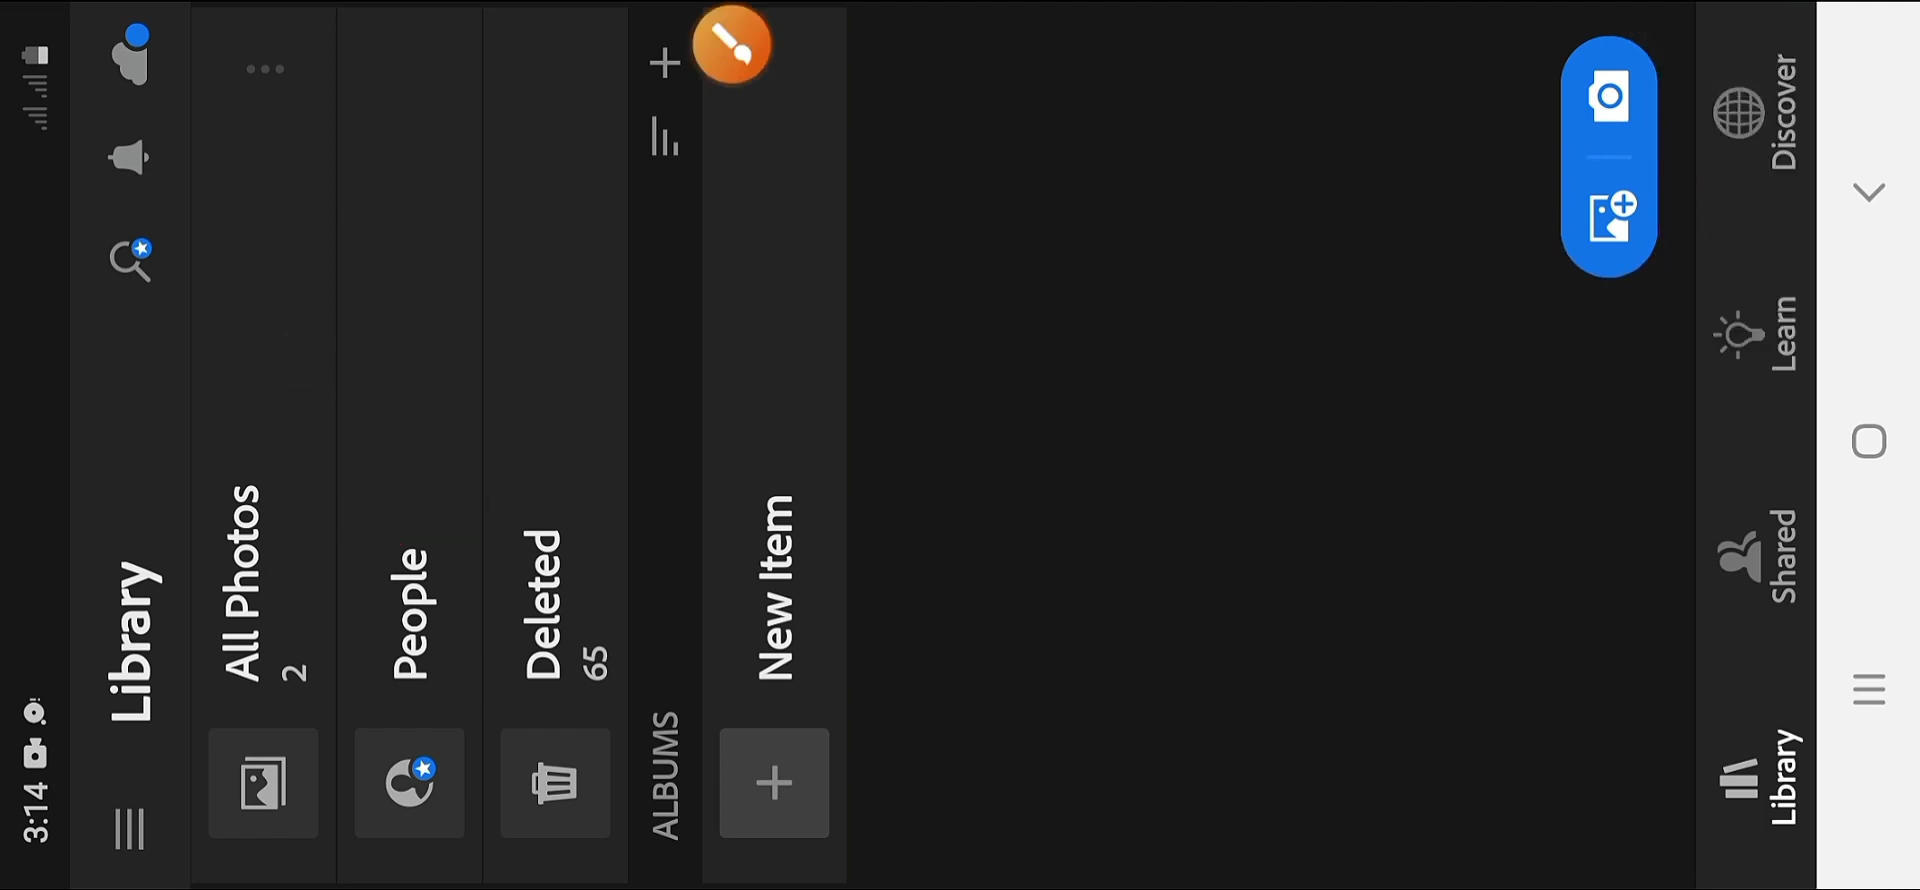 3:14
Library
All Photos
2
People
Deleted
65
ALBUMS
New Item
Library
Shared
Learn
Discover